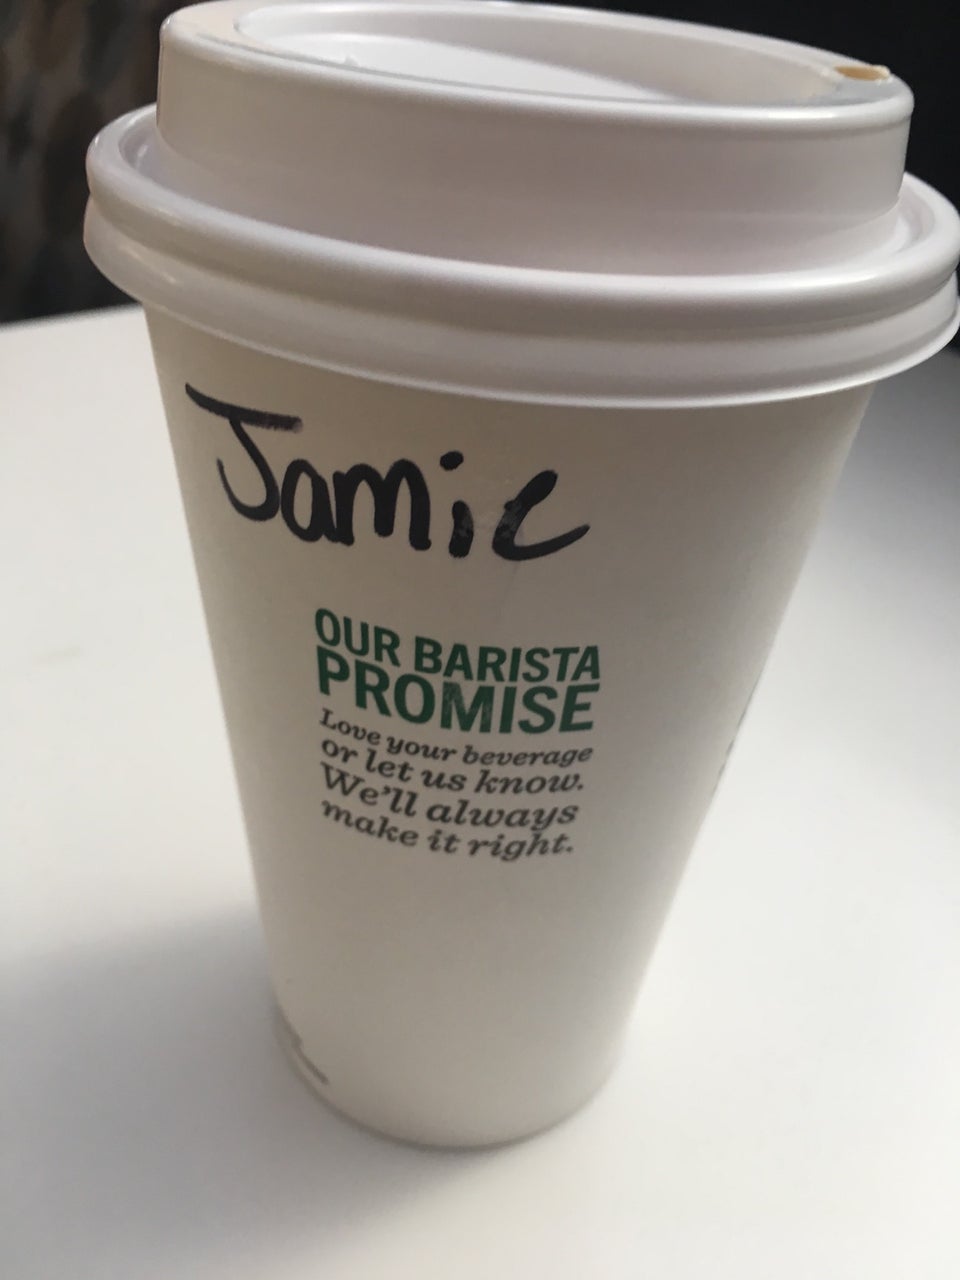 Jamie
OUR BARISTA
PROMISE
Love your beverage
or let us know.
We'll always
make it right.